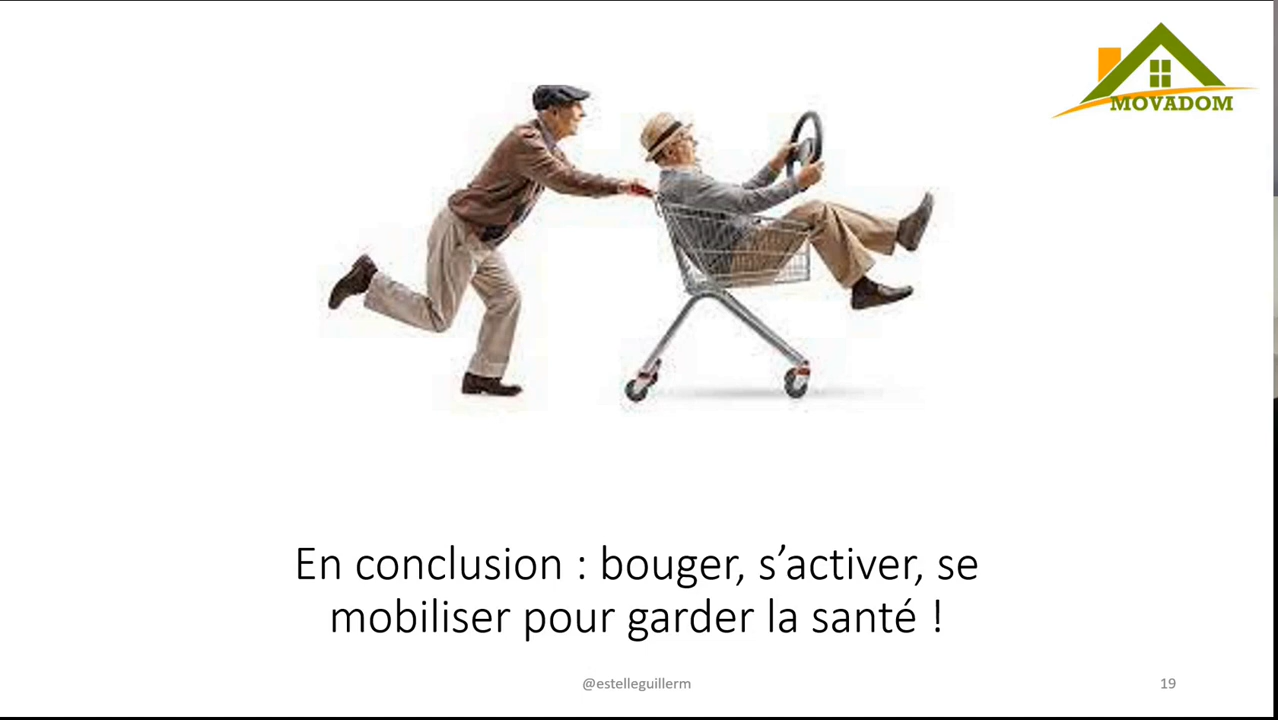 MOVADOM
En conclusion : bouger, s’activer, se
mobiliser pour garder la santé !
@estelleguillerm
19